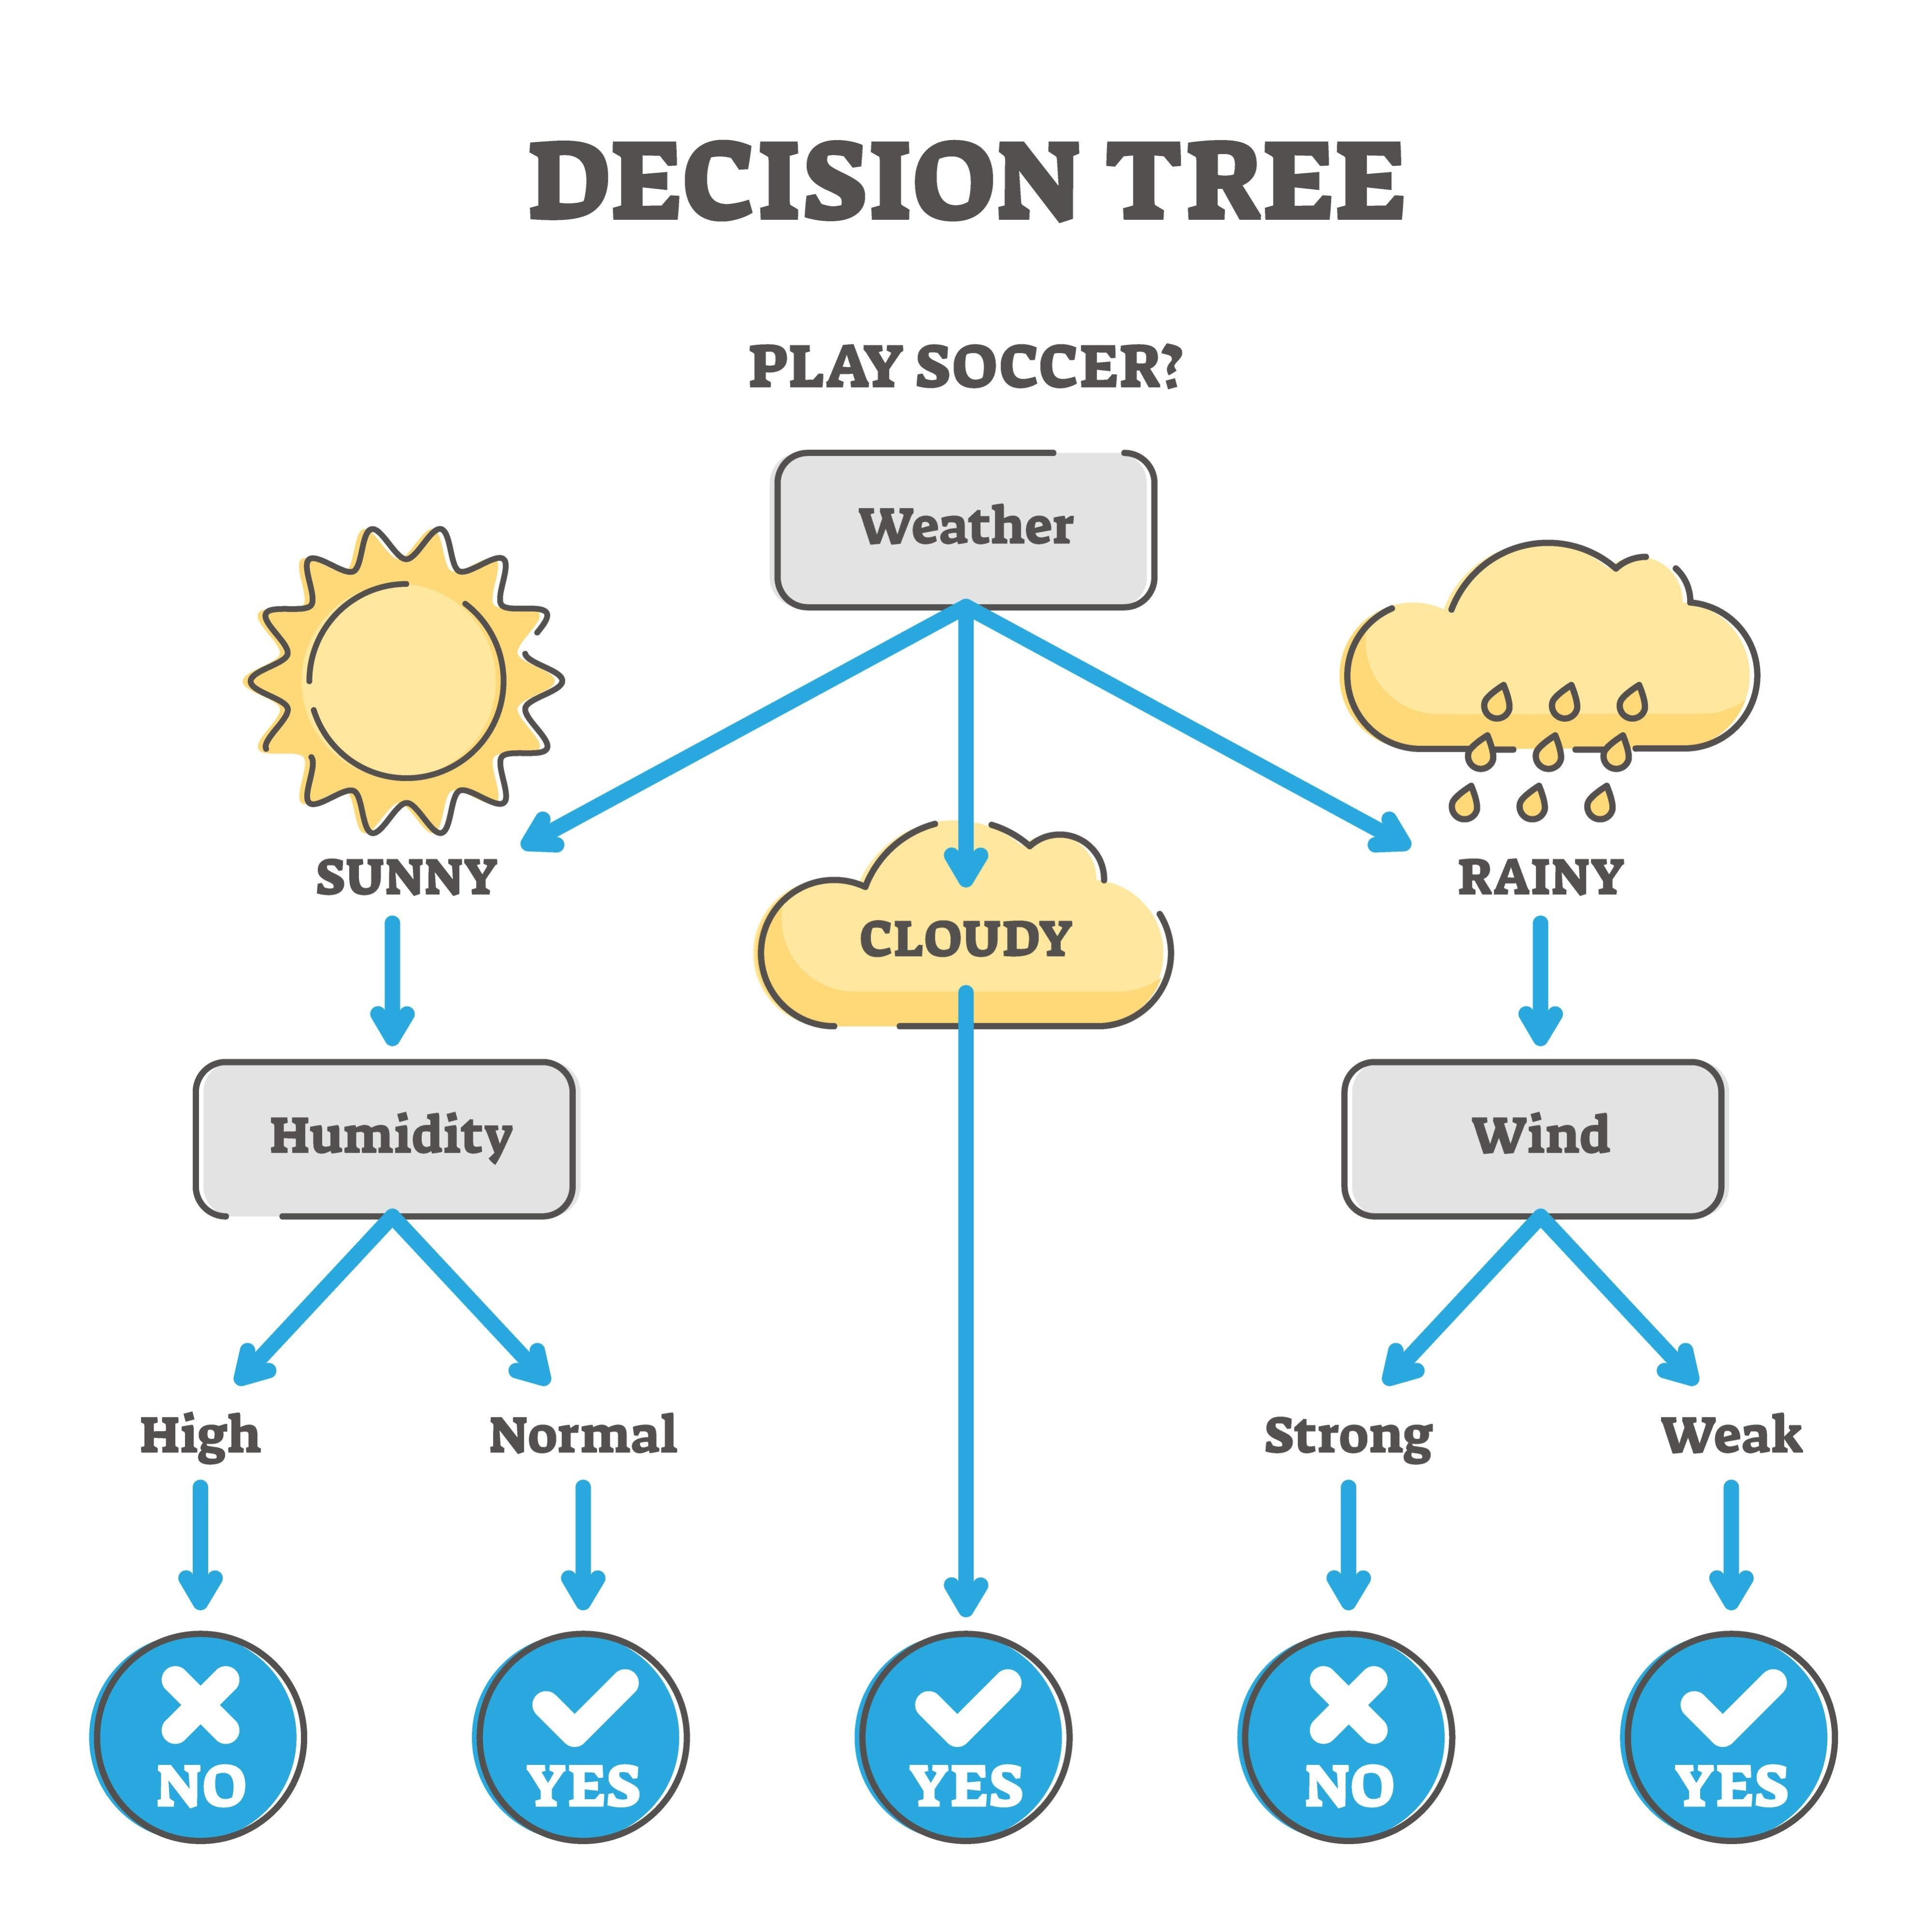 DECISION TREE
PLAY SOCCER?
Weather
SUNNY
RAINY
CLOUDY
Humidity
Wind
High
Normal
Strong
Weak
NO
YES
YES
NO
YES